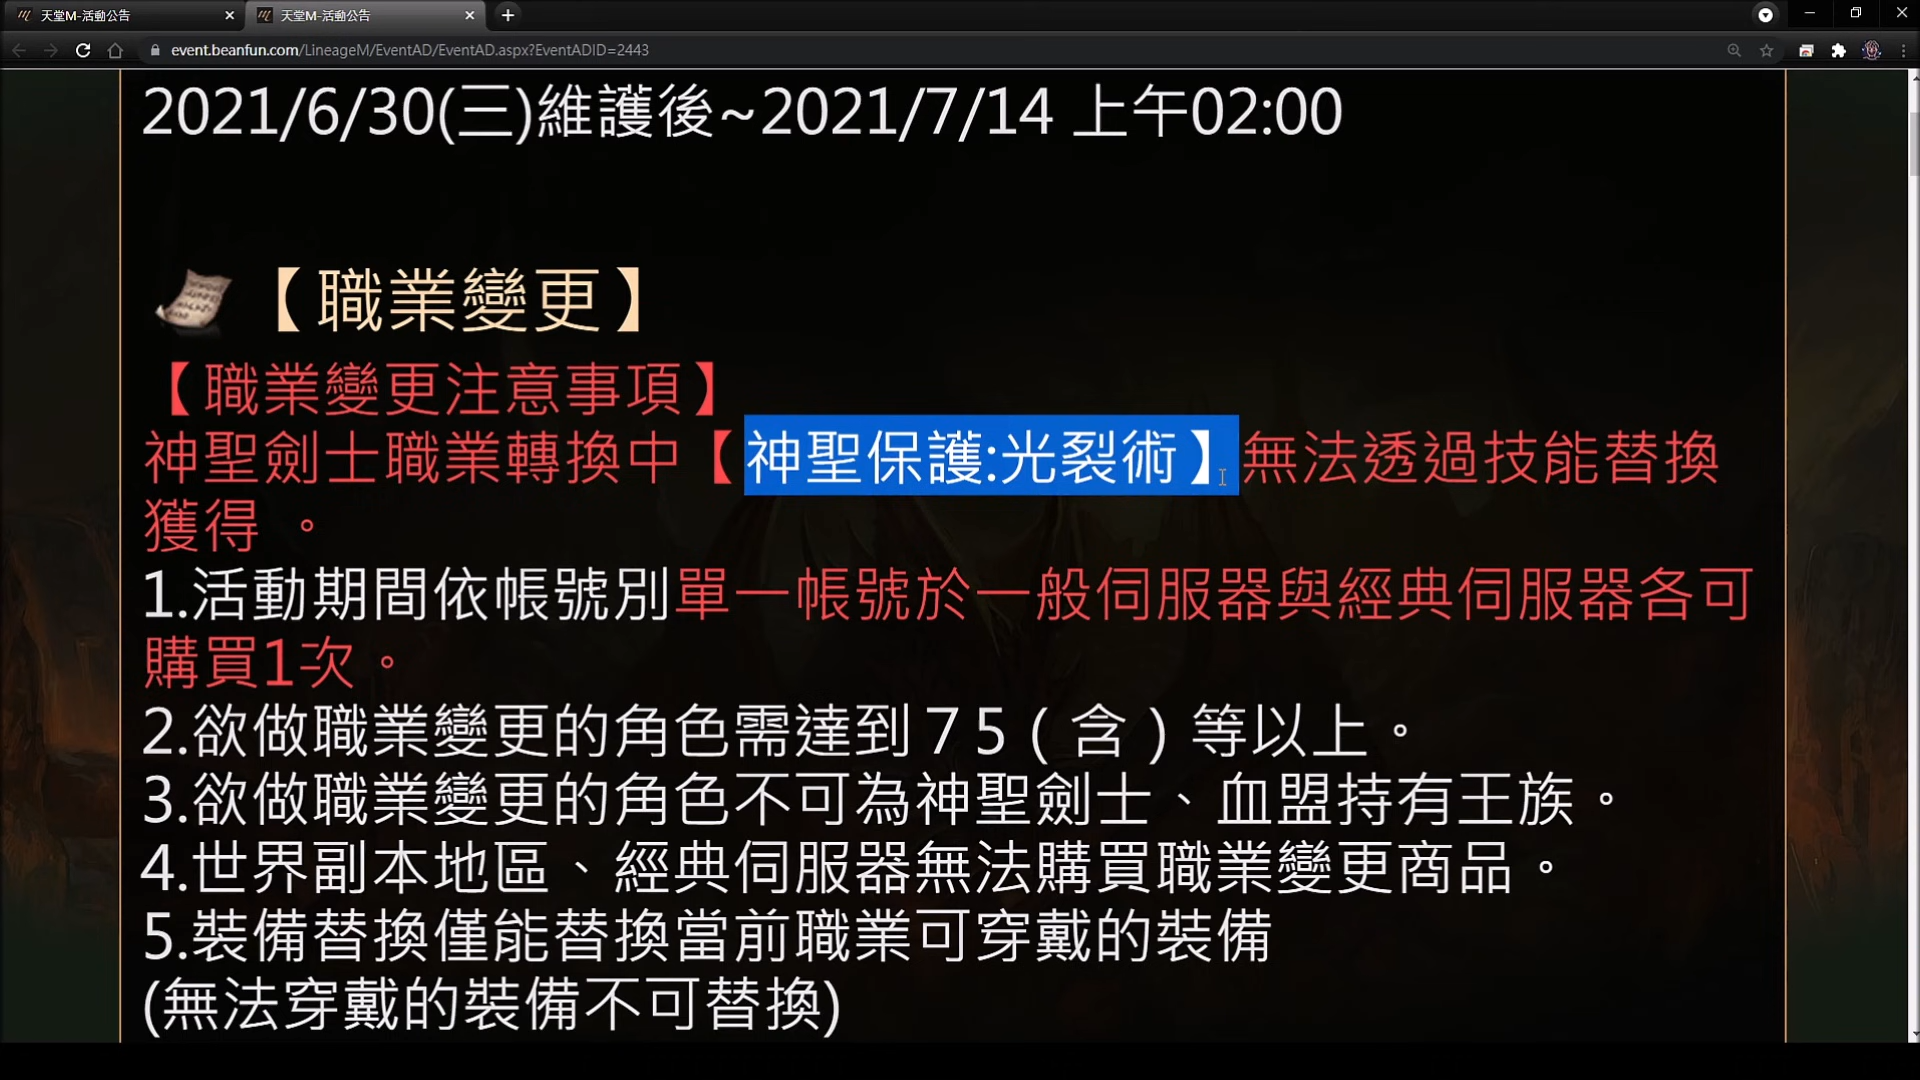 天堂M-活動公告
天堂M-活動公告
event.beanfun.com/LineageM/EventAD/EventAD.aspx?EventADID=2443
2021/6/30(三)維護後~2021/7/14 上午02:00
【職業變更】
【職業變更注意事項】
神聖劍士職業轉換中【神聖保護:光裂術】無法透過技能替換
獲得 。
1.活動期間依帳號別單一帳號於一般伺服器與經典伺服器各可
購買1次。
2.欲做職業變更的角色需達到７５（含）等以上。
3.欲做職業變更的角色不可為神聖劍士、血盟持有王族。
4.世界副本地區、經典伺服器無法購買職業變更商品。
5.裝備替換僅能替換當前職業可穿戴的裝備
(無法穿戴的裝備不可替換)